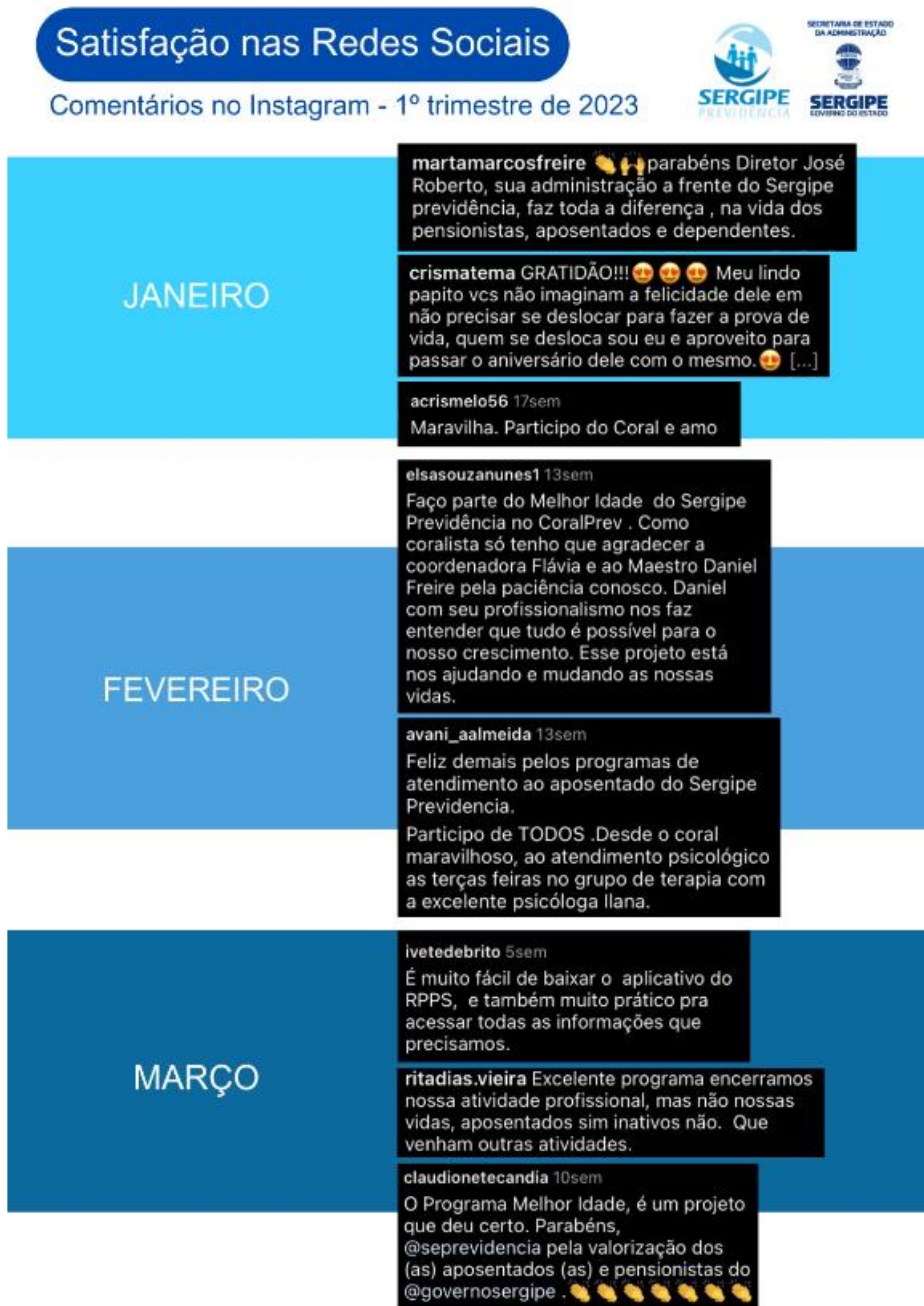 Satisfação nas Redes Sociais
Comentários no Instagram - 1º trimestre de 2023
SERGIPE
PREVIDÊNCIA
SECRETARIA DE ESTADO
DA ADMINISTRAÇÃO
SERGIPE
GOVERNO DO ESTADO
JANEIRO
martamarcosfreire 👏🙌parabéns Diretor José
Roberto, sua administração a frente do Sergipe
previdência, faz toda a diferença , na vida dos
pensionistas, aposentados e dependentes.
crismatema GRATIDÃO!!!😍 😍 😍 Meu lindo
papito vcs não imaginam a felicidade dele em
não precisar se deslocar para fazer a prova de
vida, quem se desloca sou eu e aproveito para
passar o aniversário dele com o mesmo.😍 [...]
acrismelo56 17sem
Maravilha. Participo do Coral e amo
FEVEREIRO
elsasouzanunes1 13sem
Faço parte do Melhor Idade do Sergipe
Previdência no CoralPrev . Como
coralista só tenho que agradecer a
coordenadora Flávia e ao Maestro Daniel
Freire pela paciência conosco. Daniel
com seu profissionalismo nos faz
entender que tudo é possível para o
nosso crescimento. Esse projeto está
nos ajudando e mudando as nossas
vidas.
avani_aalmeida 13sem
Feliz demais pelos programas de
atendimento ao aposentado do Sergipe
Previdencia.
Participo de TODOS .Desde o coral
maravilhoso, ao atendimento psicológico
as terças feiras no grupo de terapia com
a excelente psicóloga Ilana.
MARÇO
ivetedebrito 5sem
É muito fácil de baixar o aplicativo do
RPPS, e também muito prático pra
acessar todas as informações que
precisamos.
ritadias.vieira Excelente programa encerramos
nossa atividade profissional, mas não nossas
vidas, aposentados sim inativos não. Que
venham outras atividades.
claudionetecandia 10sem
O Programa Melhor Idade, é um projeto
que deu certo. Parabéns,
@seprevidencia pela valorização dos
(as) aposentados (as) e pensionistas do
@governosergipe .👏👏👏👏👏👏👏